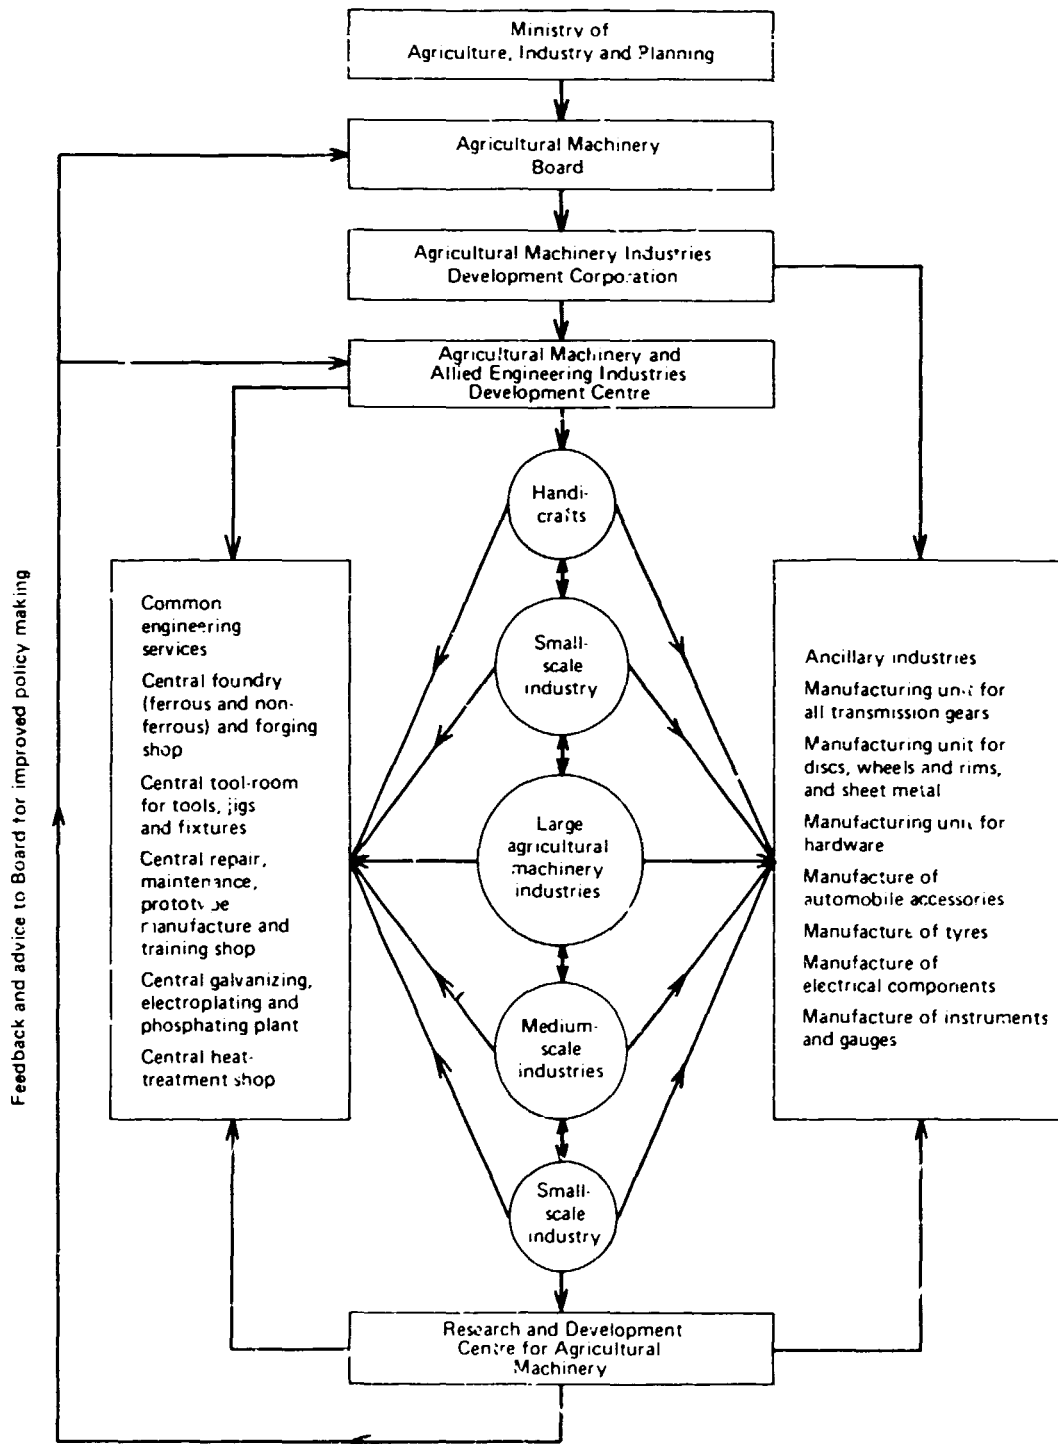 Ministry of
Agriculture, Industry and Planning
Agricultural Machinery
Board
Agricultural Machinery Industries
Development Corporation
Agricultural Machinery and
Allied Engineering Industries
Development Centre
Handi-
crafts
Small-
scale
industry
Large
agricultural
machinery
industries
Medium-
scale
industries
Small-
scale
industry
Research and Development
Centre for Agricultural
Machinery
Common
engineering
services
Central foundry
(ferrous and non-
ferrous) and forging
shop
Central tool-room
for tools, jigs
and fixtures
Central repair,
maintenance,
prototype
manufacture and
training shop
Central galvanizing,
electroplating and
phosphating plant
Central heat-
treatment shop
Ancillary industries
Manufacturing unit for
all transmission gears
Manufacturing unit for
discs, wheels and rims,
and sheet metal
Manufacturing unit for
hardware
Manufacture of
automobile accessories
Manufacture of tyres
Manufacture of
electrical components
Manufacture of instruments
and gauges
Feedback and advice to Board for improved policy making